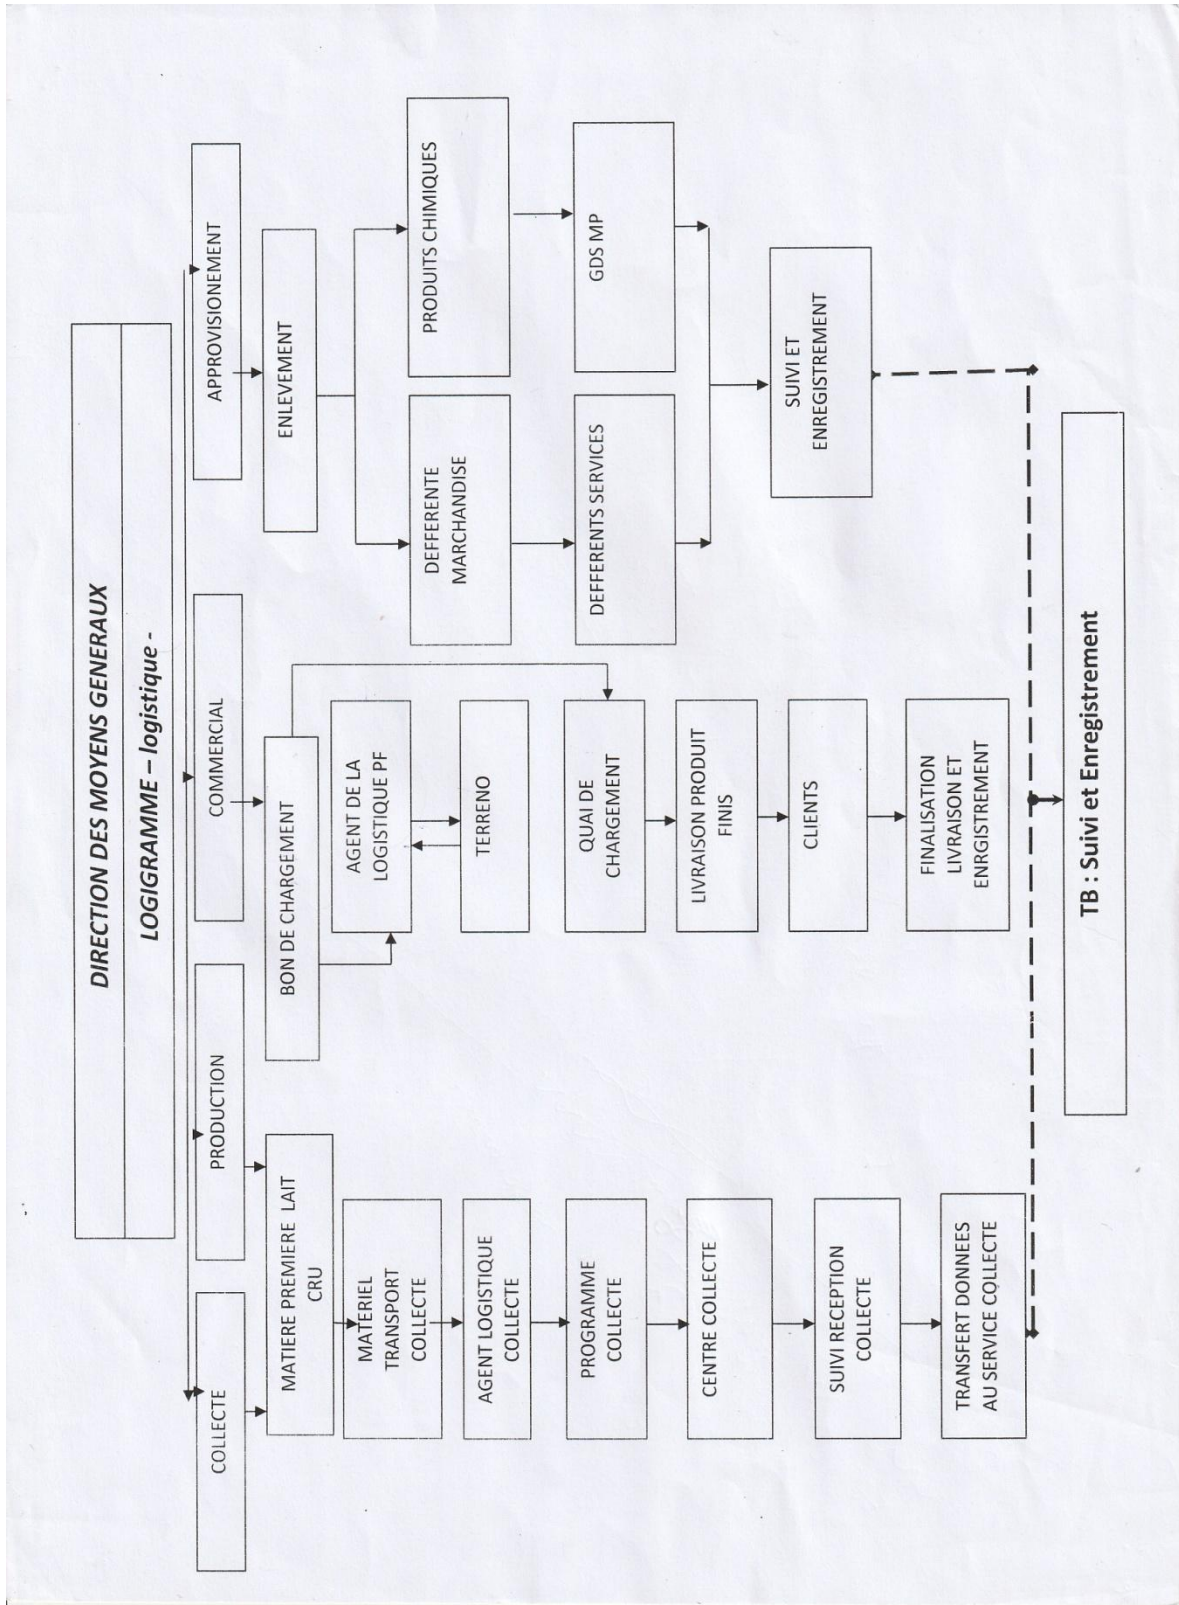 DIRECTION DES MOYENS GENERAUX
LOGIGRAMME – logistique -
COLLECTE
PRODUCTION
COMMERCIAL
APPROVISIONEMENT
MATIERE PREMIERE LAIT
CRU
MATERIEL
TRANSPORT
COLLECTE
AGENT LOGISTIQUE
COLLECTE
PROGRAMME
COLLECTE
CENTRE COLLECTE
SUIVI RECEPTION
COLLECTE
TRANSFERT DONNEES
AU SERVICE COLLECTE
BON DE CHARGEMENT
AGENT DE LA
LOGISTIQUE PF
TERRENO
QUAI DE
CHARGEMENT
LIVRAISON PRODUIT
FINIS
CLIENTS
FINALISATION
LIVRAISON ET
ENRGISTREMENT
ENLEVEMENT
DEFFERENTE
MARCHANDISE
PRODUITS CHIMIQUES
DEFFERENTS SERVICES
GDS MP
SUIVI ET
ENREGISTREMENT
TB : Suivi et Enregistrement